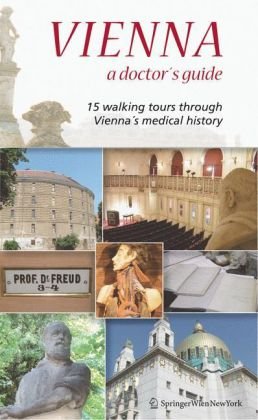 VIENNA
a doctor´s guide
15 walking tours through
Vienna´s medical history
PROF. DR FREUD
3-4
SpringerWienNewYork